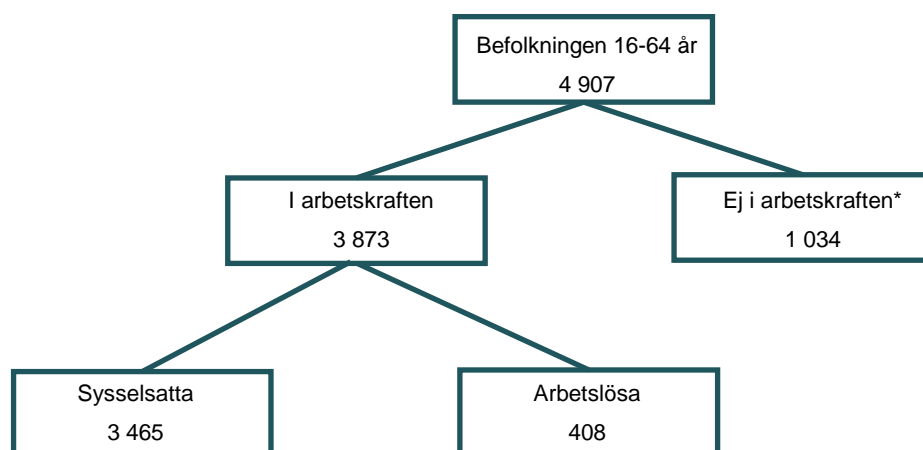 Befolkningen 16-64 år
4 907
I arbetskraften
3 873
Ej i arbetskraften*
1 034
Sysselsatta
3 465
Arbetslösa
408